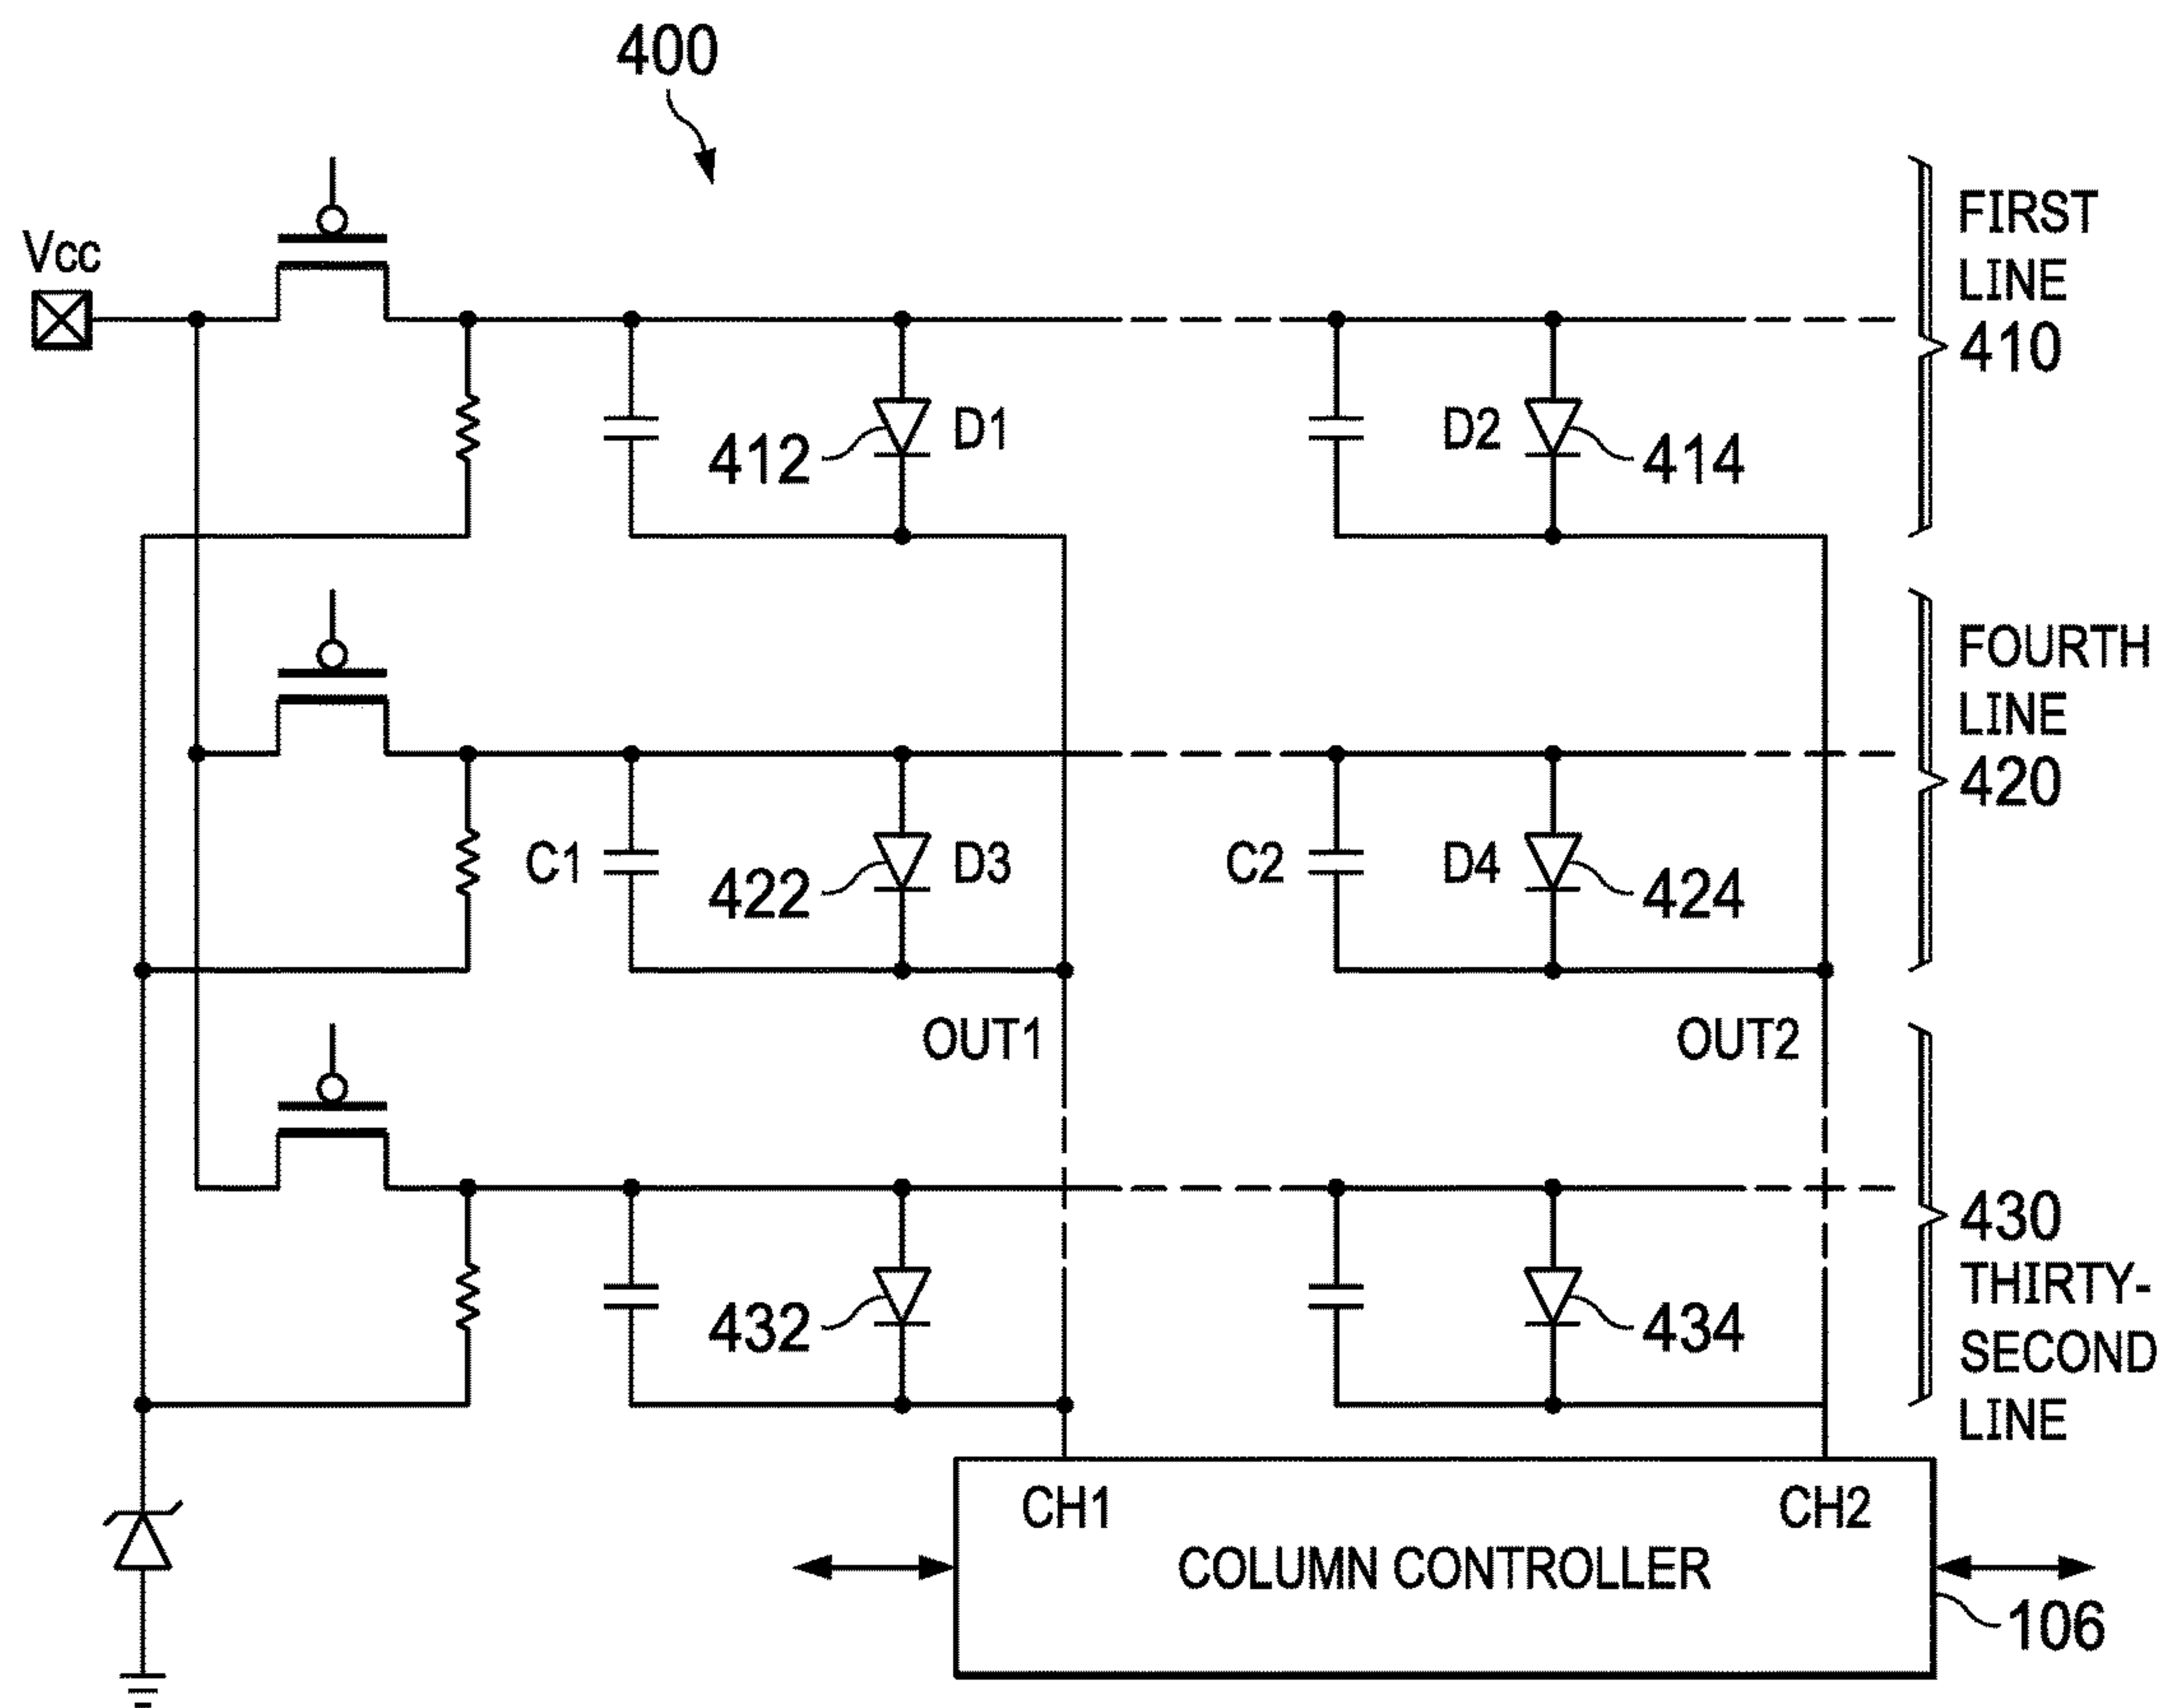 400
Vcc
FIRST
LINE
410
412
D1
D2
414
FOURTH
LINE
420
C1
422
D3
C2
D4
424
OUT1
OUT2
430
THIRTY-
SECOND
LINE
432
434
CH1
CH2
COLUMN CONTROLLER
106